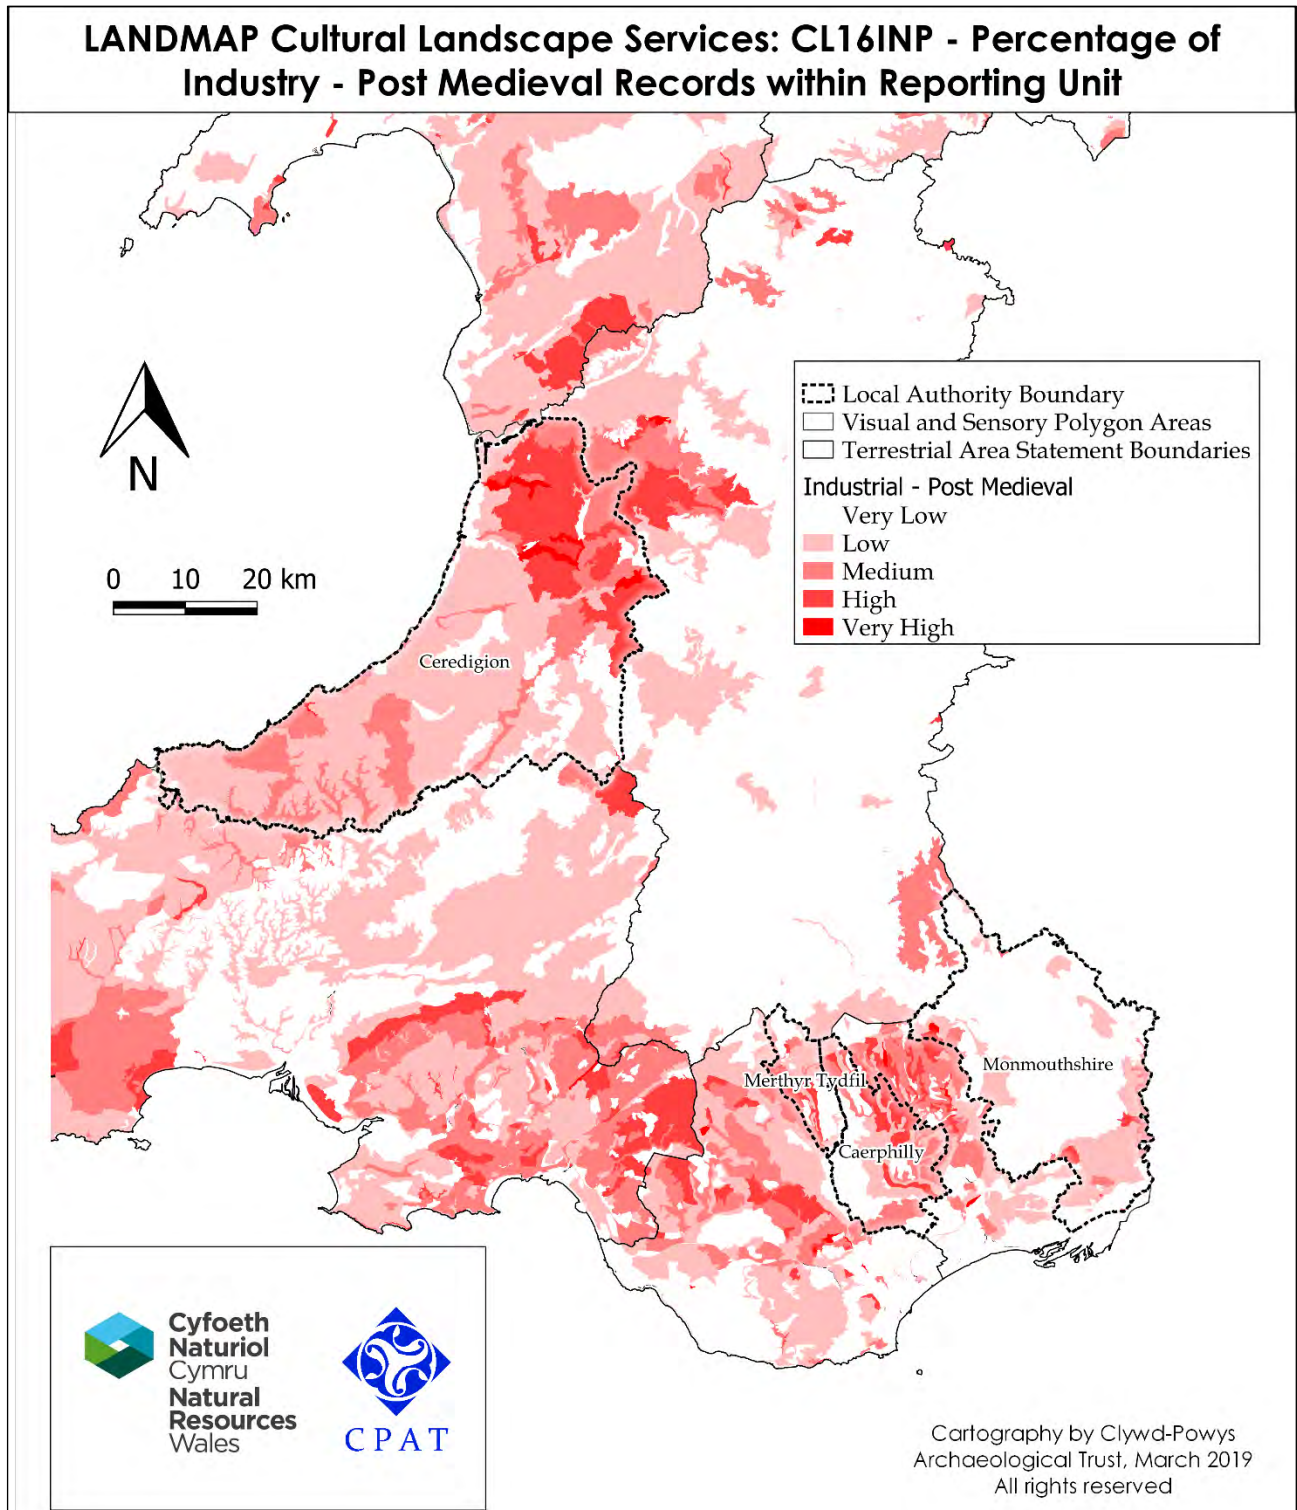 LANDMAP Cultural Landscape Services: CL16INP - Percentage of
Industry - Post Medieval Records within Reporting Unit
N
0 10 20 km
Local Authority Boundary
Visual and Sensory Polygon Areas
Terrestrial Area Statement Boundaries
Industrial - Post Medieval
Very Low
Low
Medium
High
Very High
Ceredigion
Monmouthshire
Merthyr Tydfil
Caerphilly
Cyfoeth
Naturiol
Cymru
Natural
Resources
Wales
CPAT
Cartography by Clywd-Powys
Archaeological Trust, March 2019
All rights reserved